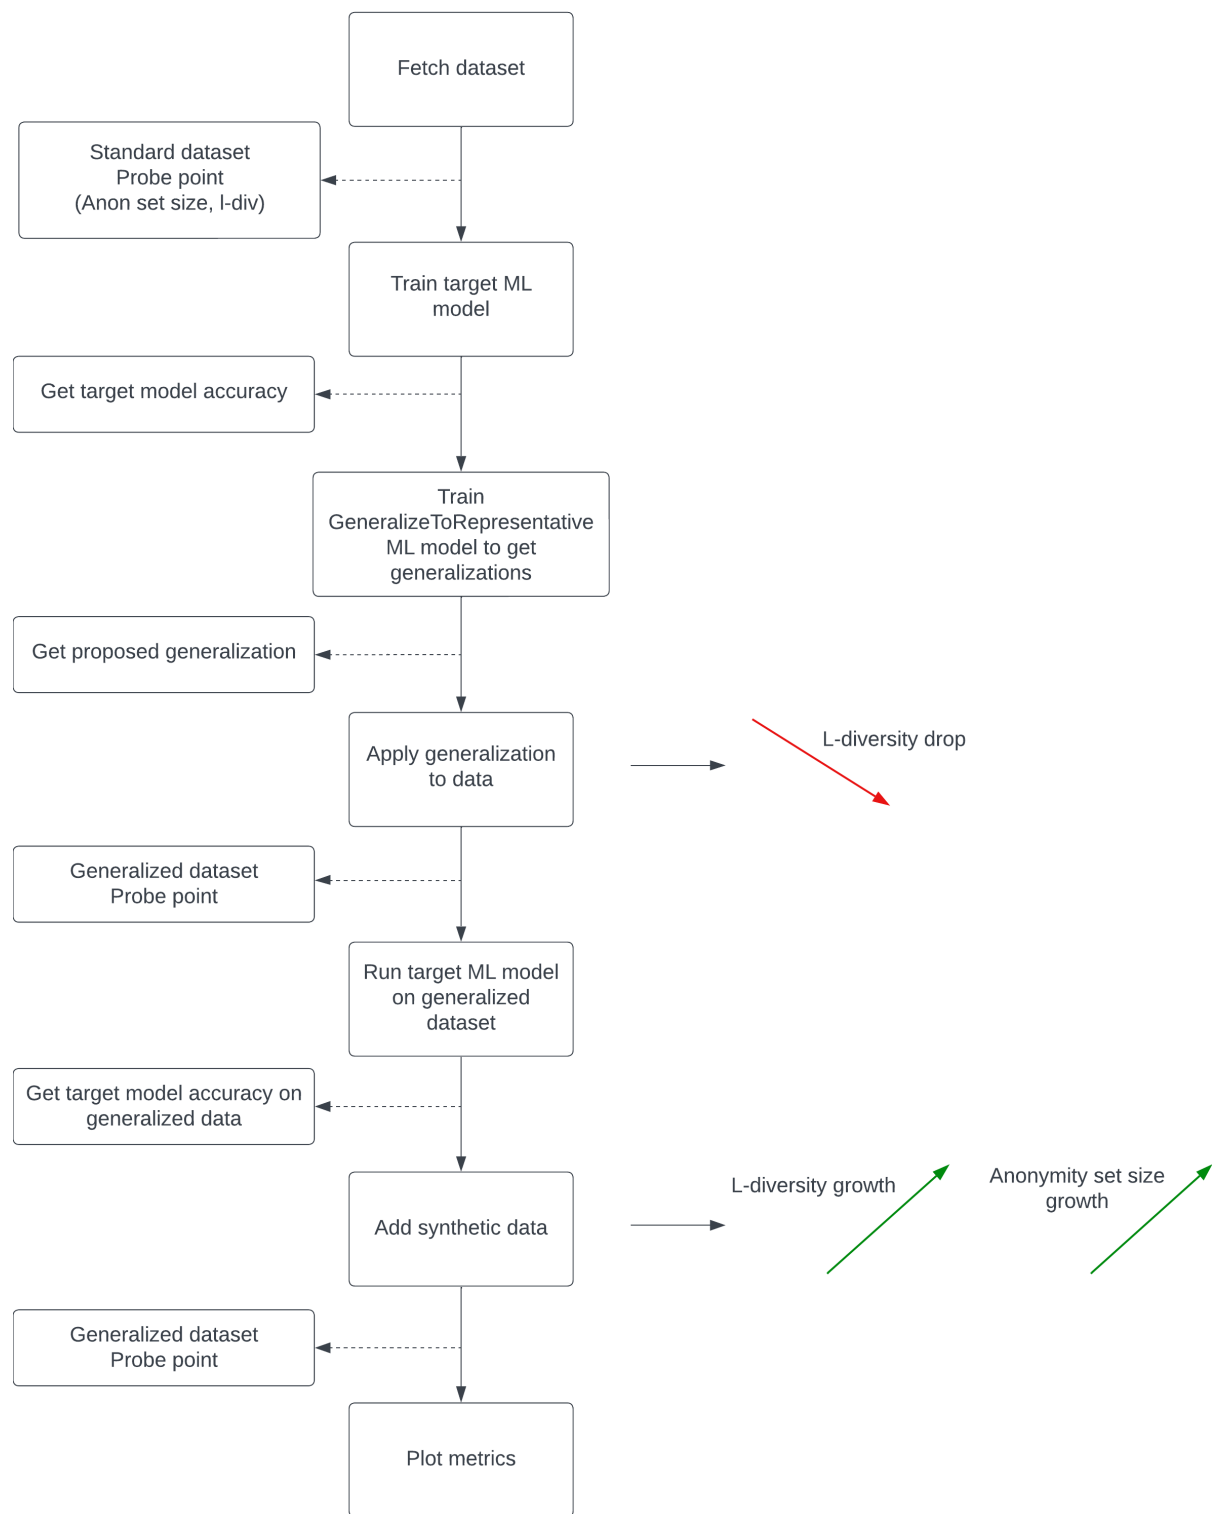 Fetch dataset
Standard dataset
Probe point
(Anon set size, l-div)
Train target ML
model
Get target model accuracy
Train
GeneralizeToRepresentative
ML model to get
generalizations
Get proposed generalization
Apply generalization
to data
L-diversity drop
Generalized dataset
Probe point
Run target ML model
on generalized
dataset
Get target model accuracy on
generalized data
Add synthetic data
L-diversity growth
Anonymity set size
growth
Generalized dataset
Probe point
Plot metrics